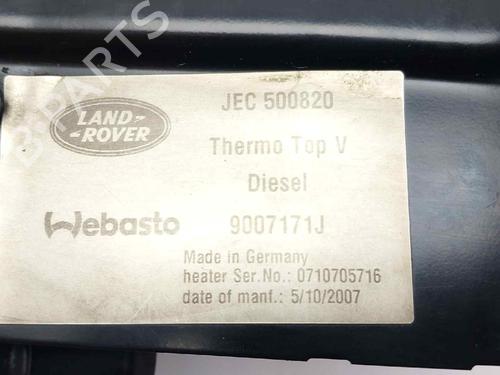 LAND-
-ROVER
JEC 500820
Thermo Top V
Diesel
Webasto
9007171J
Made in Germany
heater Ser.No.: 0710705716
date of manf.: 5/10/2007
B-PARTS